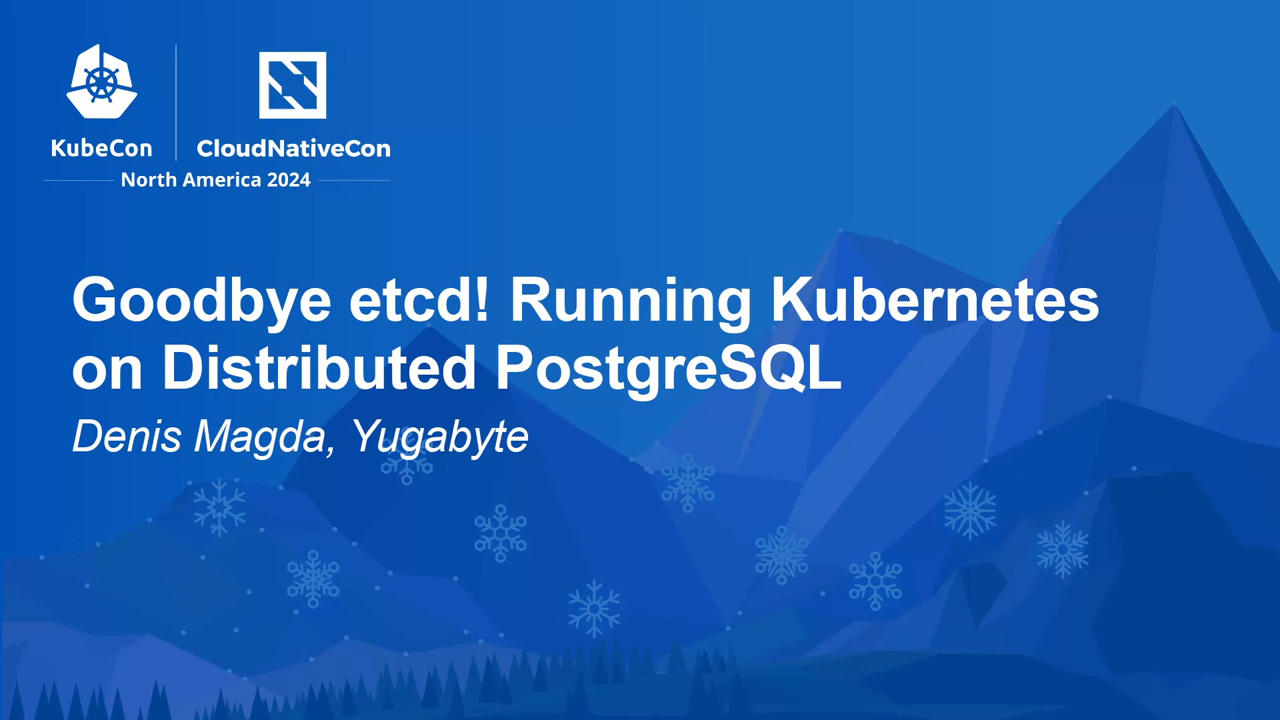 KubeCon
CloudNativeCon
North America 2024
Goodbye etcd! Running Kubernetes
on Distributed PostgreSQL
Denis Magda, Yugabyte